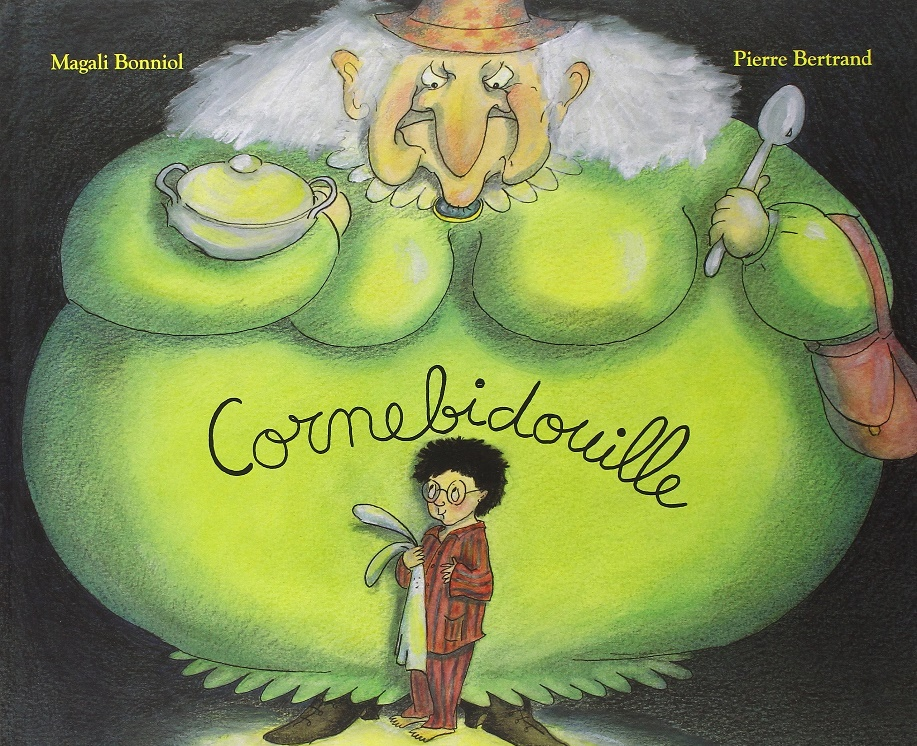 Magali Bonniol
Pierre Bertrand
Cornebidouille